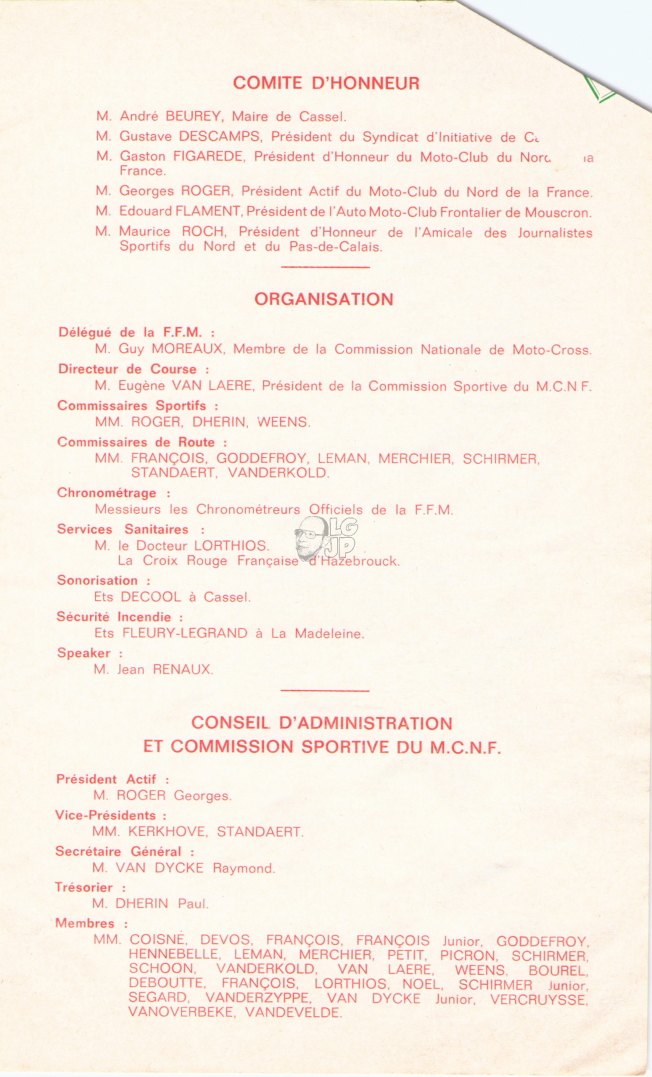 COMITE D'HONNEUR
M. André BEUREY, Maire de Cassel.
M. Gustave DESCAMPS, Président du Syndicat d'Initiative de
M. Gaston FIGAREDE, Président d'Honneur du Moto-Club du Nord
France.
M. Georges ROGER, Président Actif du Moto-Club du Nord de la France.
M. Edouard FLAMENT, Président de l'Auto Moto-Club Frontalier de Mouscron.
M. Maurice ROCH, Président d'Honneur de l'Amicale des Journalistes
Sportifs du Nord et du Pas-de-Calais.
ORGANISATION
Délégué de la F.F.M. :
M. Guy MOREAUX, Membre de la Commission Nationale de Moto-Cross.
Directeur de Course :
M. Eugène VAN LAERE, Président de la Commission Sportive du M.C.N F.
Commissaires Sportifs :
MM. ROGER, DHERIN, WEENS.
Commissaires de Route :
MM. FRANÇOIS, GODDEFROY, LEMAN, MERCHIER, SCHIRMER,
STANDAERT, VANDERKOLD.
Chronométrage :
Messieurs les Chronométreurs Officiels de la F.F.M.
Services Sanitaires :
M. le Docteur LORTHIOS.
La Croix Rouge Française d'Hazebrouck.
LG
JP
Sonorisation :
Ets DECOOL à Cassel.
Sécurité Incendie :
Ets FLEURY-LEGRAND à La Madeleine.
Speaker :
M. Jean RENAUX.
CONSEIL D'ADMINISTRATION
ET COMMISSION SPORTIVE DU M.C.N.F.
Président Actif :
M. ROGER Georges.
Vice-Présidents :
MM. KERKHOVE, STANDAERT.
Secrétaire Général :
M. VAN DYCKE Raymond.
Trésorier :
M. DHERIN Paul.
Membres :
MM. COISNE, DEVOS, FRANÇOIS, FRANÇOIS Junior, GODDEFROY,
HENNEBELLE, LEMAN, MERCHIER, PETIT, PICRON, SCHIRMER,
SCHOON, VANDERKOLD, VAN LAERE, WEENS, BOUREL,
DEBOUTTE, FRANÇOIS, LORTHIOS, NOEL, SCHIRMER Junior,
SEGARD, VANDERZYPPE, VAN DYCKE Junior, VERCRUYSSE,
VANOVERBEKE, VANDEVELDE.